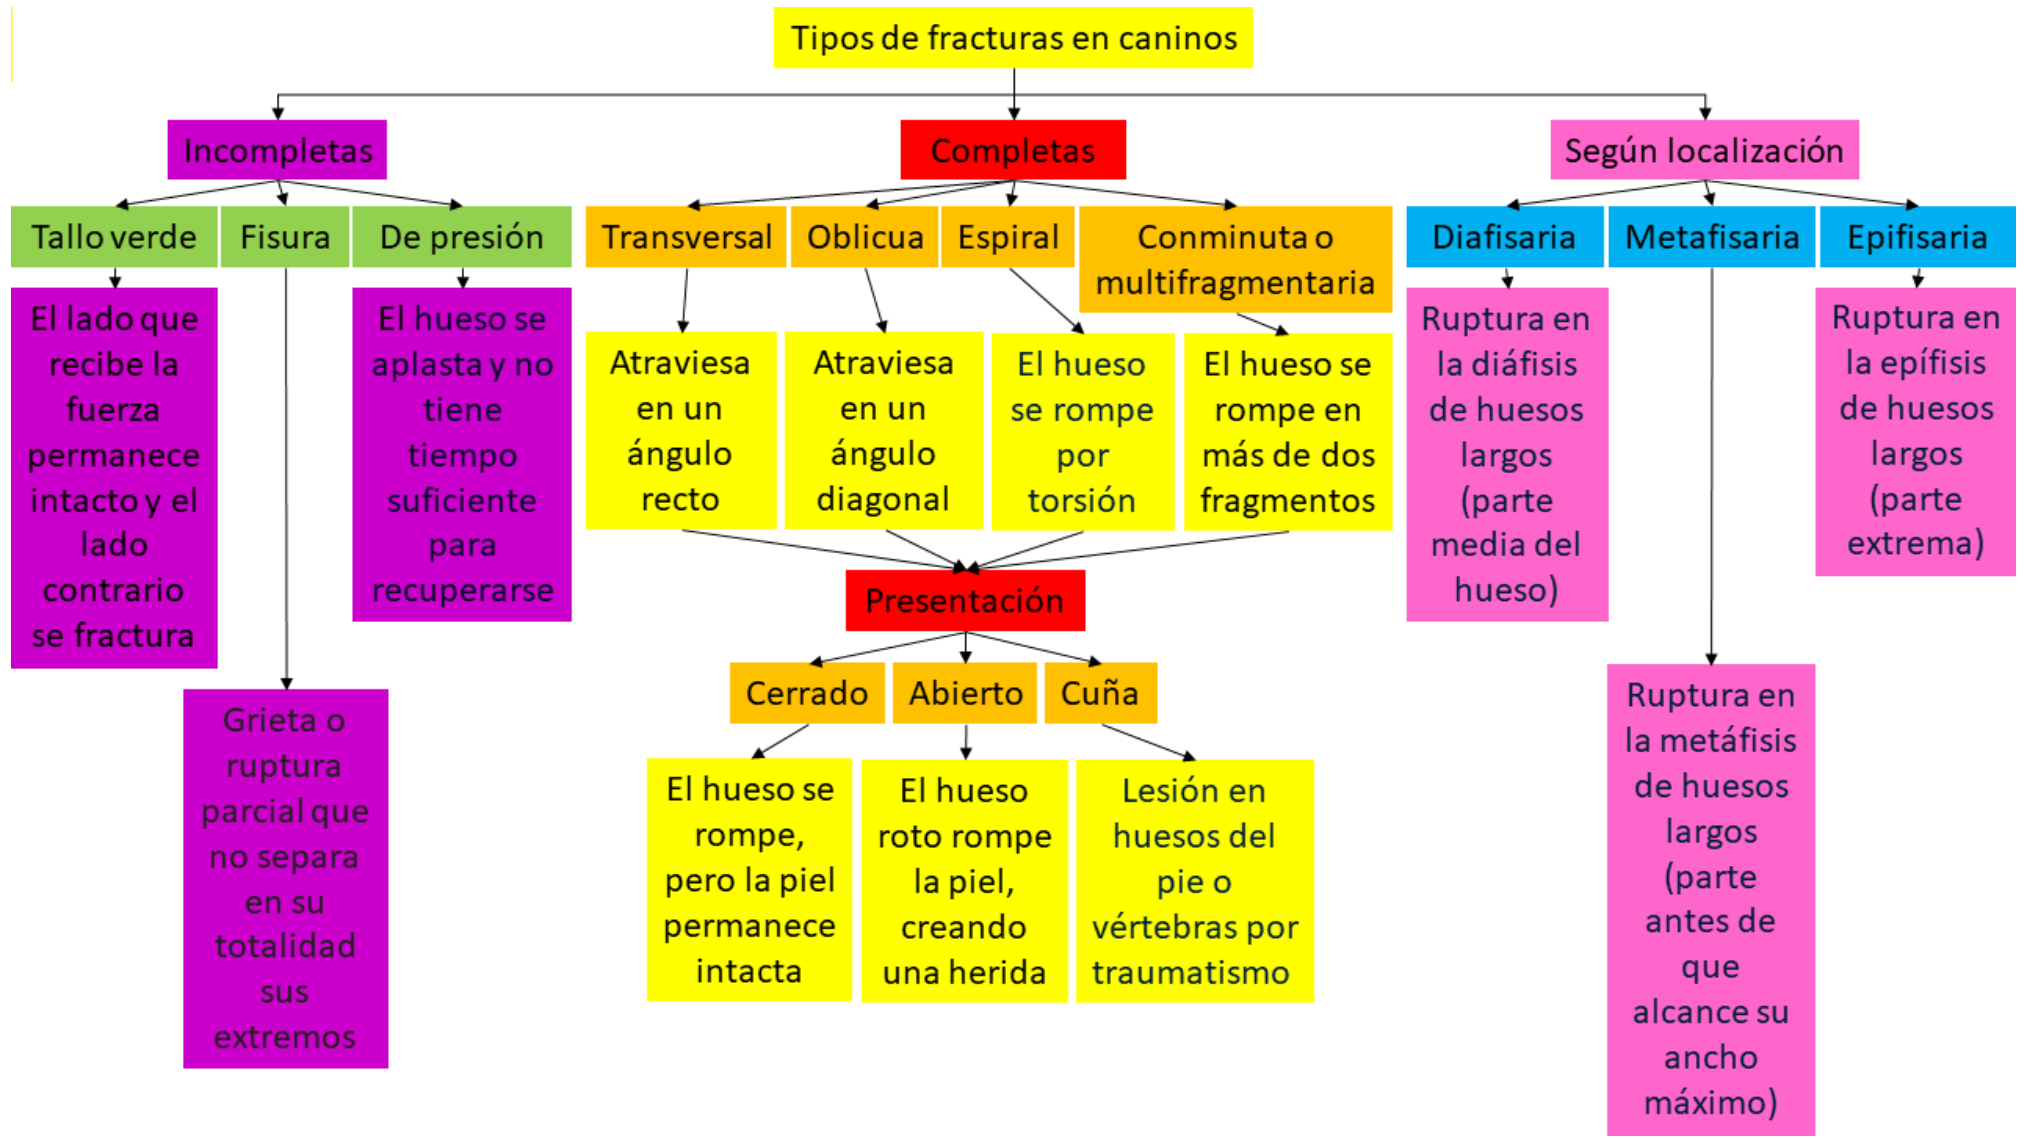 Tipos de fracturas en caninos
Incompletas
Completas
Según localización
Tallo verde
Fisura
De presión
Transversal
Oblicua
Espiral
Conminuta o
multifragmentaria
Diafisaria
Metafisaria
Epifisaria
El lado que
recibe la
fuerza
permanece
intacto y el
lado
contrario
se fractura
Grieta o
ruptura
parcial que
no separa
en su
totalidad
sus
extremos
El hueso se
aplasta y no
tiene
tiempo
suficiente
para
recuperarse
Atraviesa
en un
ángulo
recto
Atraviesa
en un
ángulo
diagonal
El hueso
se rompe
por
torsión
El hueso se
rompe en
más de dos
fragmentos
Presentación
Cerrado
Abierto
Cuña
El hueso se
rompe,
pero la piel
permanece
intacta
El hueso
roto rompe
la piel,
creando
una herida
Lesión en
huesos del
pie o
vértebras por
traumatismo
Ruptura en
la diáfisis
de huesos
largos
(parte
media del
hueso)
Ruptura en
la metáfisis
de huesos
largos
(parte
antes de
que
alcance su
ancho
máximo)
Ruptura en
la epífisis
de huesos
largos
(parte
extrema)